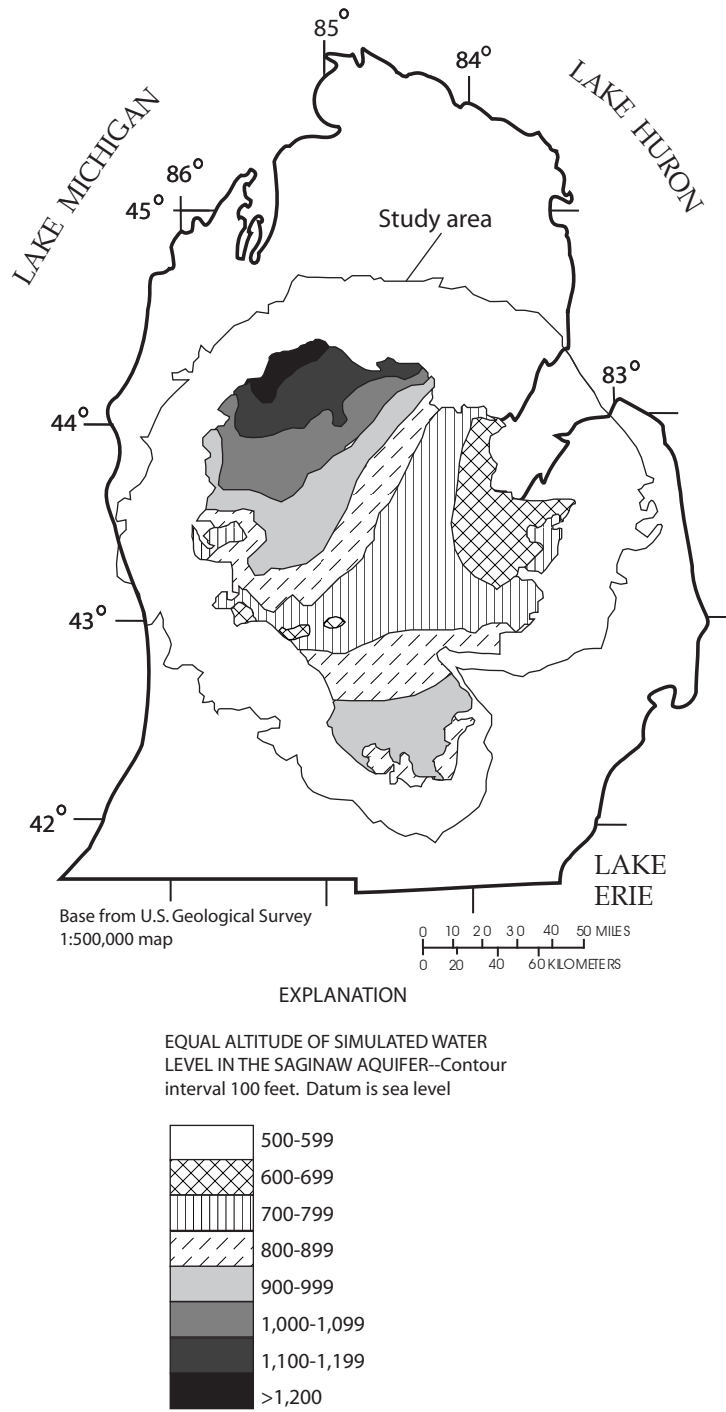 85°
84°
LAKE MICHIGAN
LAKE HURON
86°
45°
Study area
83°
44°
43°
42°
LAKE
ERIE
Base from U.S. Geological Survey
1:500,000 map
0 10 20 30 40 50 MILES
0 20 40 60 KILOMETERS
EXPLANATION
EQUAL ALTITUDE OF SIMULATED WATER
LEVEL IN THE SAGINAW AQUIFER--Contour
interval 100 feet. Datum is sea level
500-599
600-699
700-799
800-899
900-999
1,000-1,099
1,100-1,199
>1,200